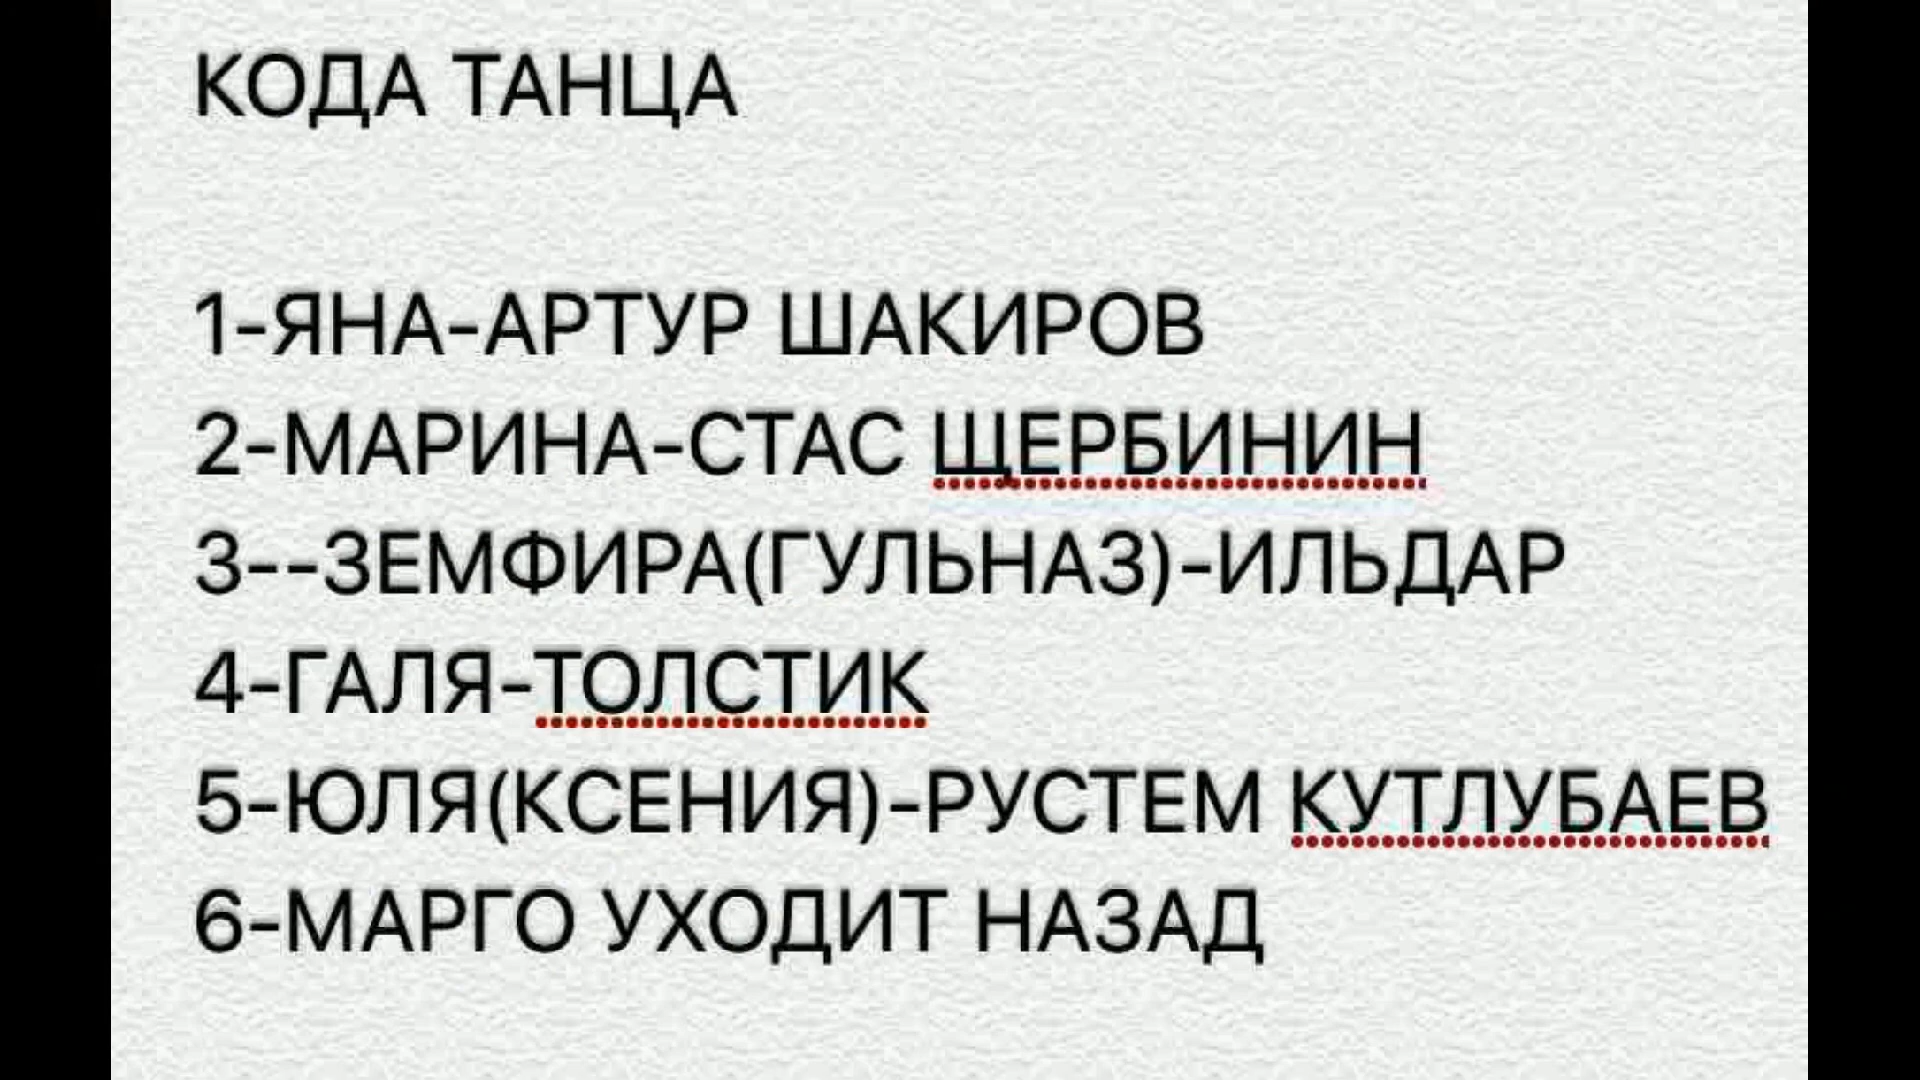 КОДА ТАНЦА
1-ЯНА-АРТУР ШАКИРОВ
2-МАРИНА-СТАС ЩЕРБИНИН
3--ЗЕМФИРА(ГУЛЬНАЗ)-ИЛЬДАР
4-ГАЛЯ-ТОЛСТИК
5-ЮЛЯ(КСЕНИЯ)-РУСТЕМ КУТЛУБАЕВ
6-МАРГО УХОДИТ НАЗАД